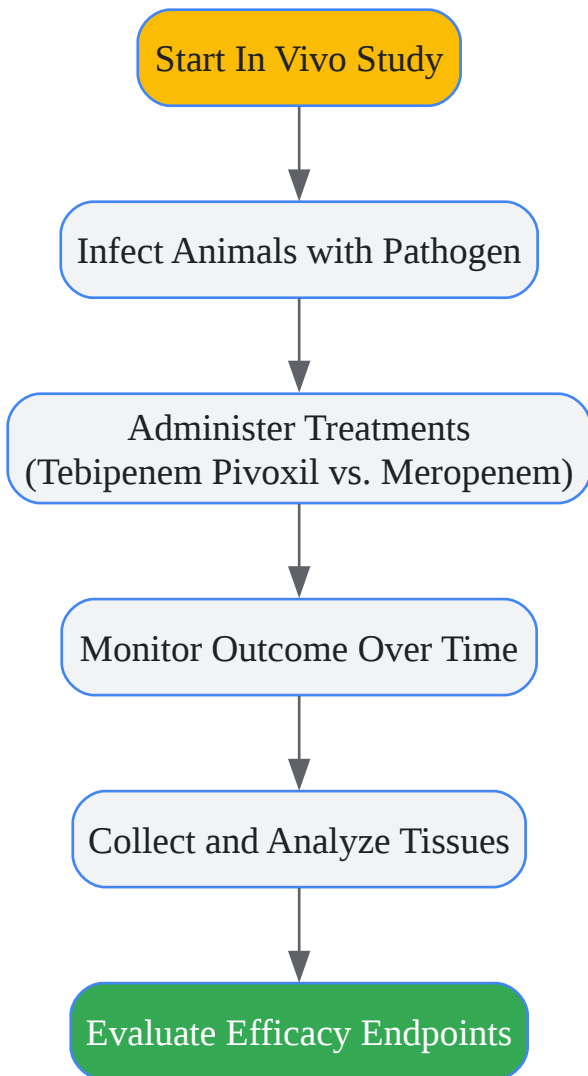 Start In Vivo Study
Infect Animals with Pathogen
Administer Treatments
(Tebipenem Pivoxil vs. Meropenem)
Monitor Outcome Over Time
Collect and Analyze Tissues
Evaluate Efficacy Endpoints